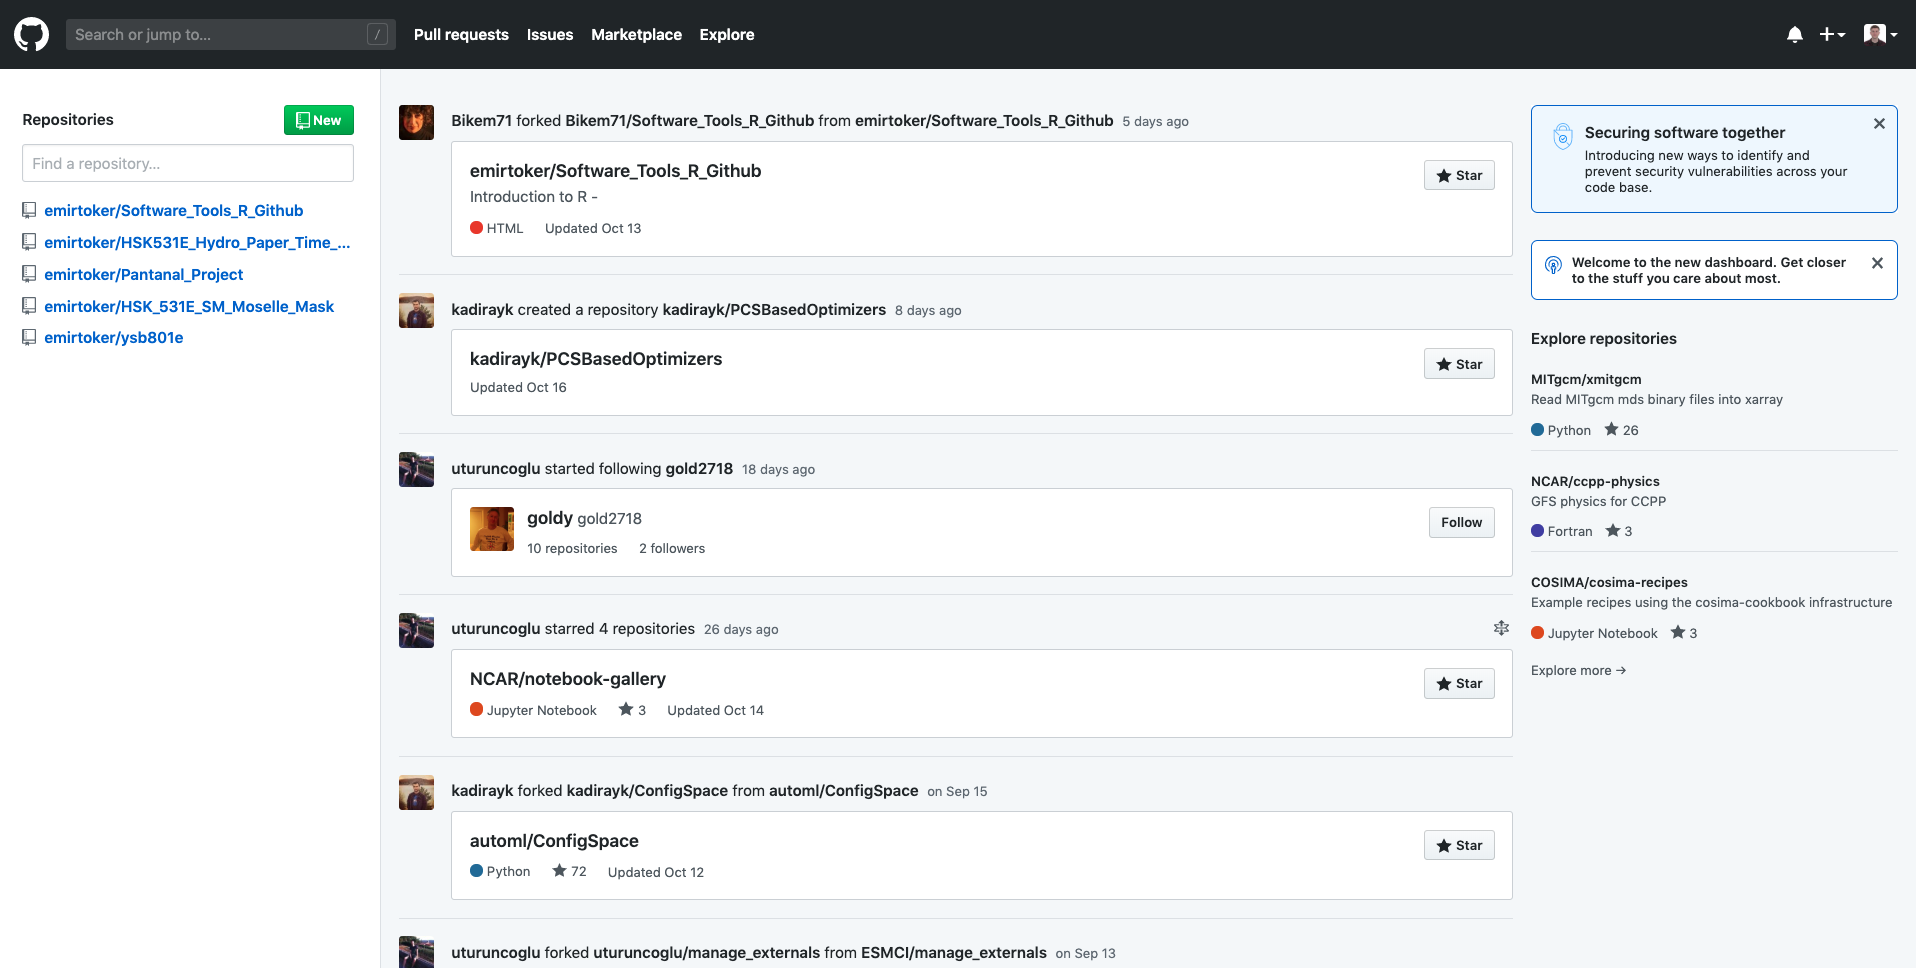 Search or jump to...
/
Pull requests
Issues
Marketplace
Explore
Repositories
New
Find a repository...
emirtoker/Software_Tools_R_Github
emirtoker/HSK531E_Hydro_Paper_Time_...
emirtoker/Pantanal_Project
emirtoker/HSK_531E_SM_Moselle_Mask
emirtoker/ysb801e
Bikem71 forked Bikem71/Software_Tools_R_Github from emirtoker/Software_Tools_R_Github 5 days ago
emirtoker/Software_Tools_R_Github
Star
Introduction to R -
HTML Updated Oct 13
kadirayk created a repository kadirayk/PCSBasedOptimizers 8 days ago
kadirayk/PCSBasedOptimizers
Star
Updated Oct 16
uturuncoglu started following gold2718 18 days ago
goldy gold2718
Follow
10 repositories 2 followers
uturuncoglu starred 4 repositories 26 days ago
NCAR/notebook-gallery
Star
Jupyter Notebook 3 Updated Oct 14
kadirayk forked kadirayk/ConfigSpace from automl/ConfigSpace on Sep 15
automl/ConfigSpace
Star
Python 72 Updated Oct 12
uturuncoglu forked uturuncoglu/manage_externals from ESMCI/manage_externals on Sep 13
Securing software together
Introducing new ways to identify and
prevent security vulnerabilities across your
code base.
Welcome to the new dashboard. Get closer
to the stuff you care about most.
Explore repositories
MITgcm/xmitgcm
Read MITgcm mds binary files into xarray
Python 26
NCAR/ccpp-physics
GFS physics for CCPP
Fortran 3
COSIMA/cosima-recipes
Example recipes using the cosima-cookbook infrastructure
Jupyter Notebook 3
Explore more →